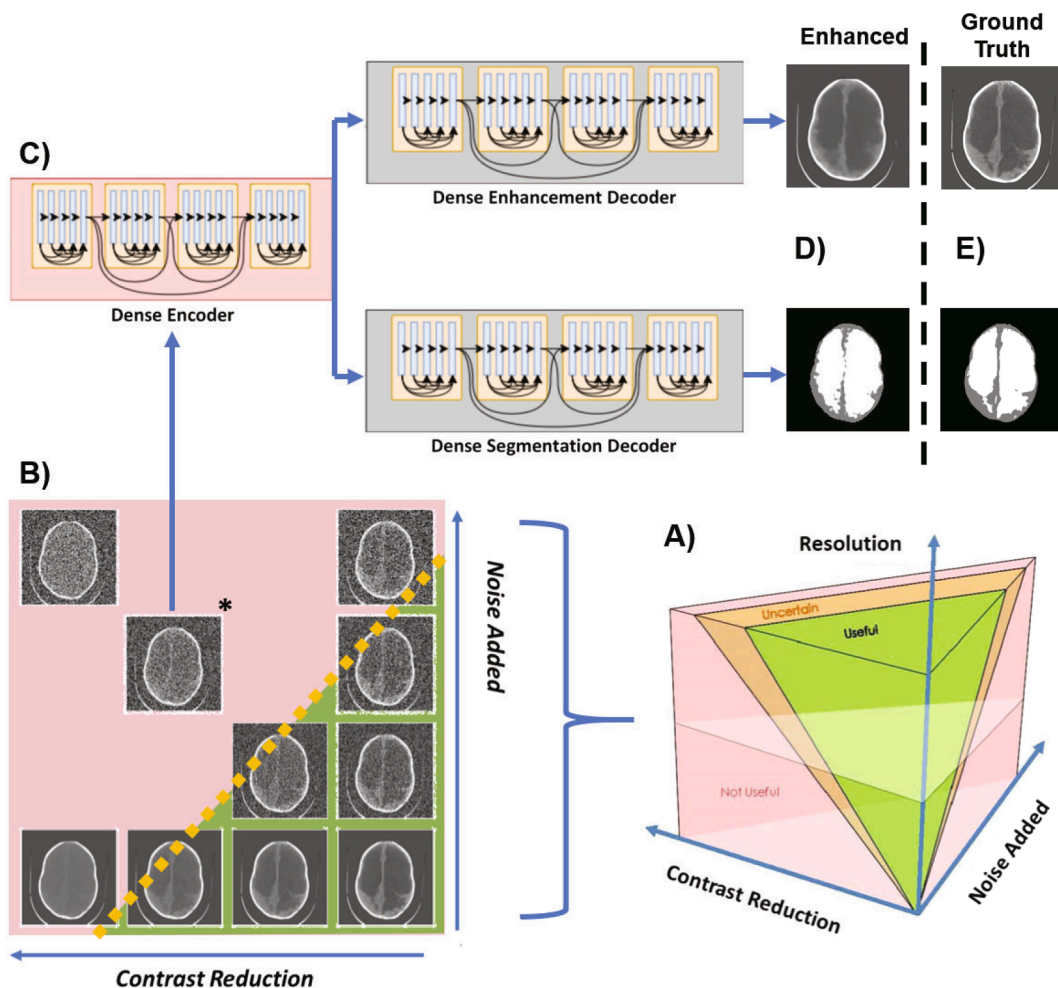 Enhanced
Ground
Truth
C)
Dense Enhancement Decoder
Dense Encoder
D)
E)
Dense Segmentation Decoder
B)
*
Noise Added
A)
Resolution
Uncertain
Useful
Not Useful
Contrast Reduction
Noise Added
Contrast Reduction